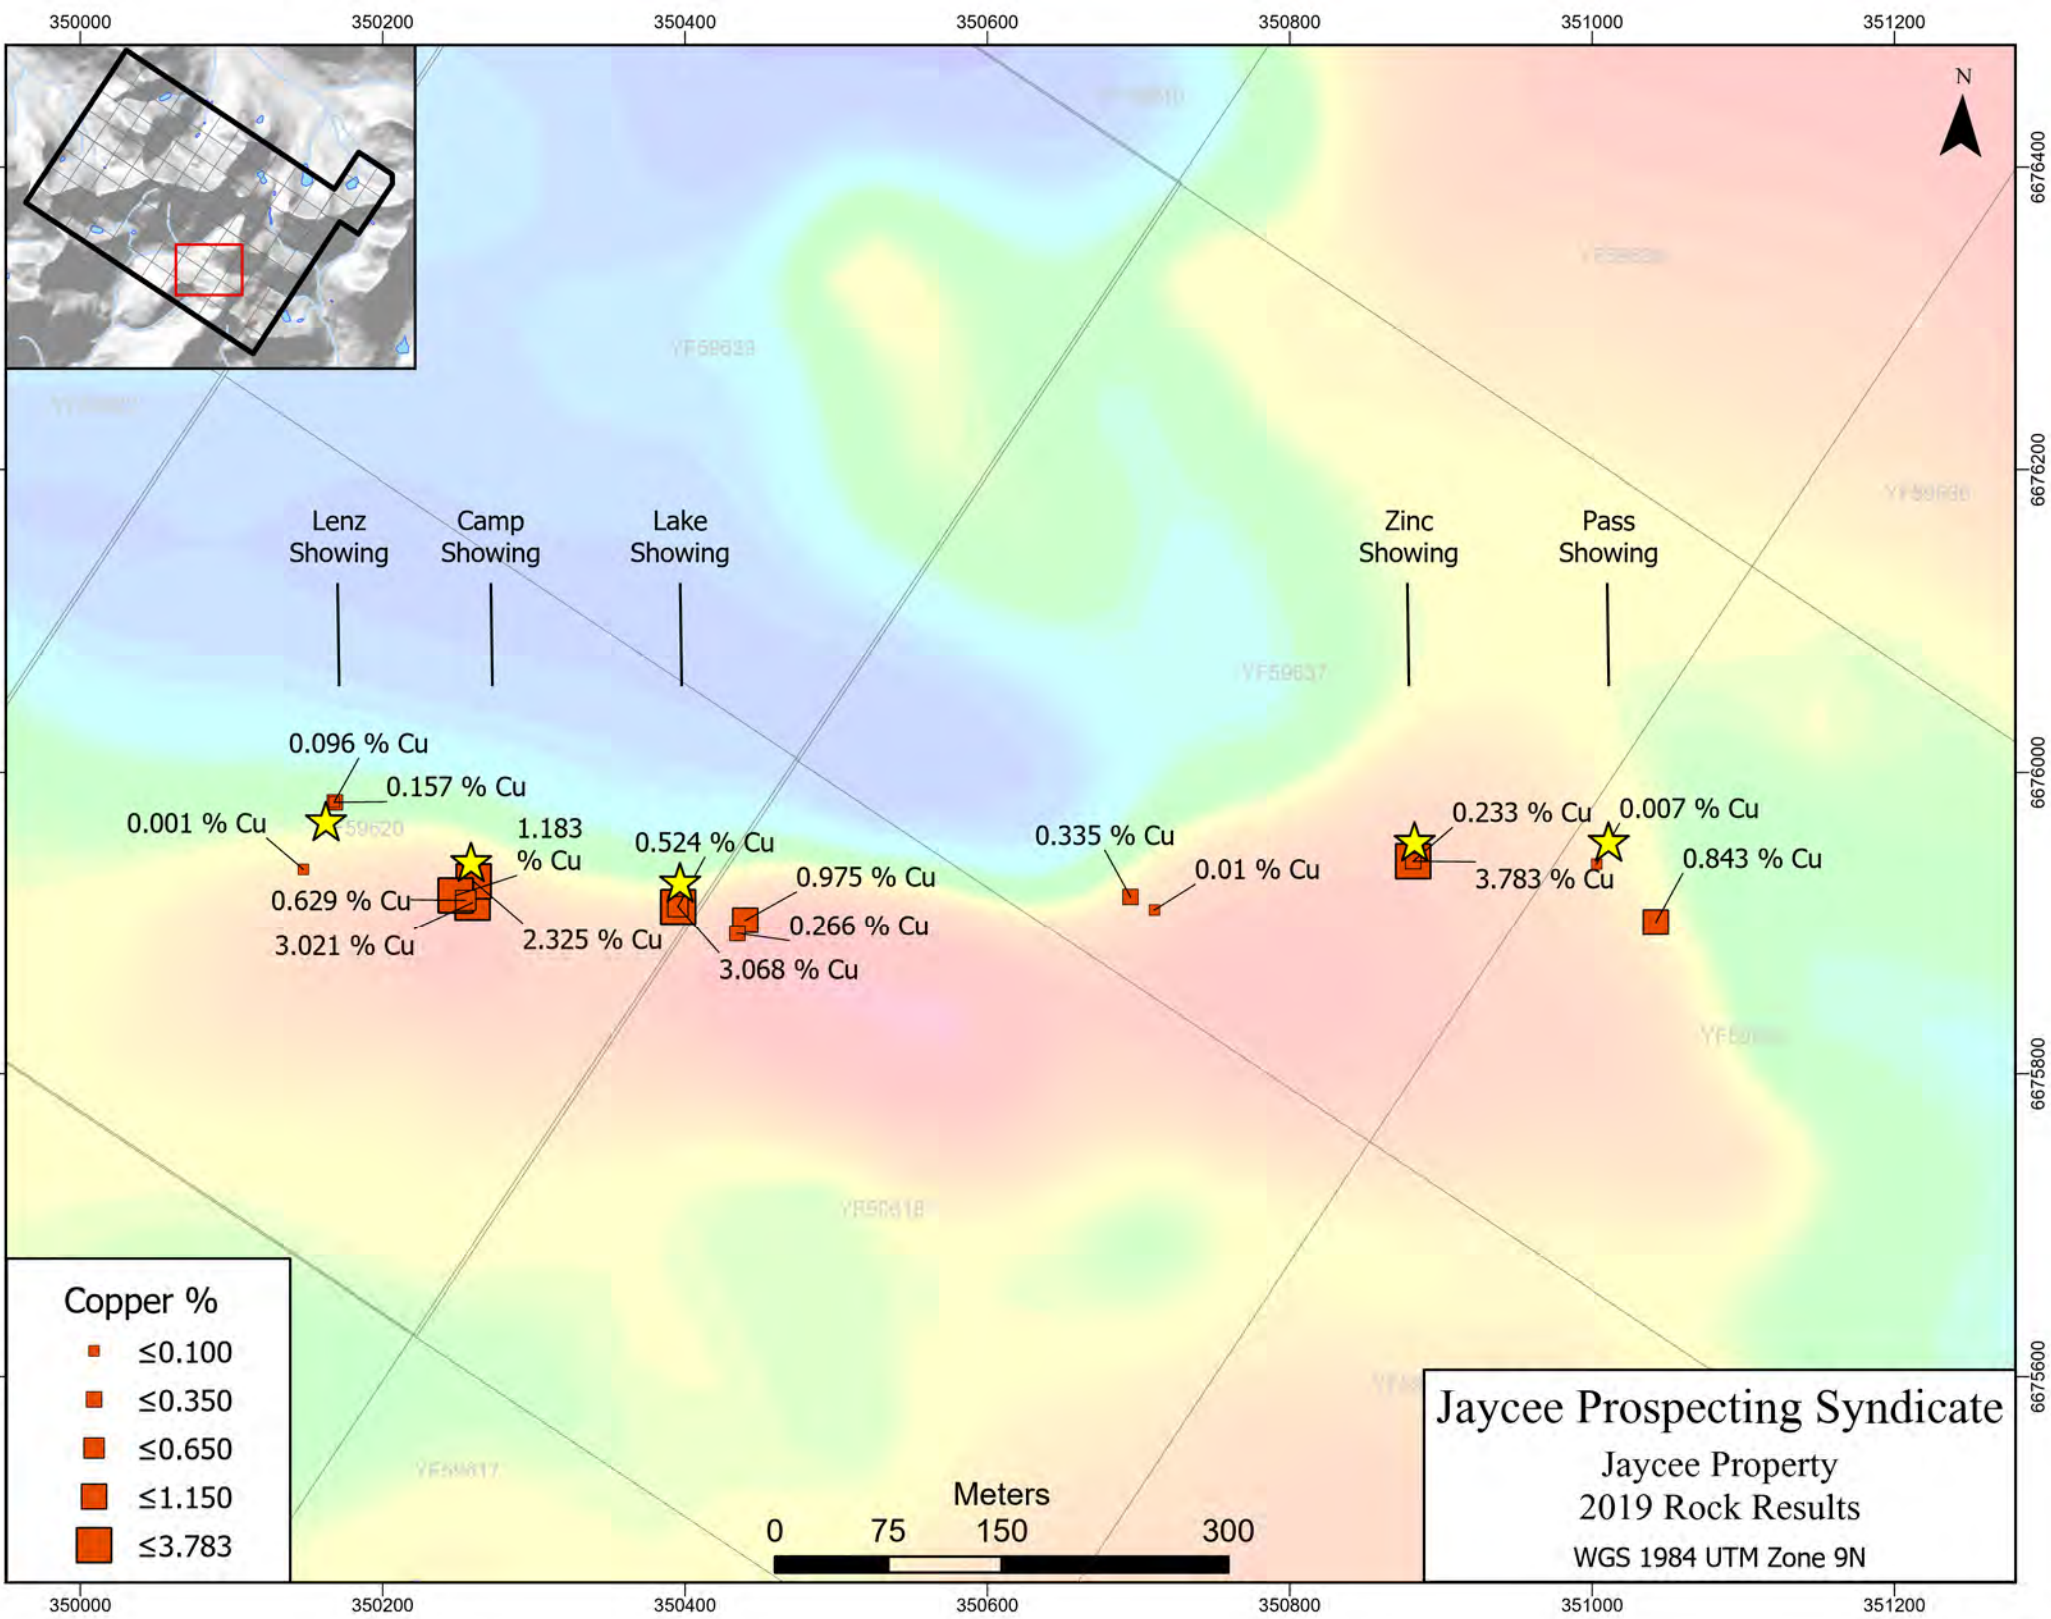 350000 350200 350400 350600 350800 351000 351200
N
6676400
6676200
6676000
6675800
6675600
YF59629
YF59637
YF59617
Lenz
Showing
Camp
Showing
Lake
Showing
Zinc
Showing
Pass
Showing
0.096 % Cu
0.157 % Cu
0.001 % Cu
59620
1.183
% Cu
0.629 % Cu
3.021 % Cu
2.325 % Cu
0.524 % Cu
0.975 % Cu
0.266 % Cu
3.068 % Cu
0.335 % Cu
0.01 % Cu
0.233 % Cu
3.783 % Cu
0.007 % Cu
0.843 % Cu
Copper %
≤0.100
≤0.350
≤0.650
≤1.150
≤3.783
Meters
0 75 150 300
Jaycee Prospecting Syndicate
Jaycee Property
2019 Rock Results
WGS 1984 UTM Zone 9N
350000 350200 350400 350600 350800 351000 351200